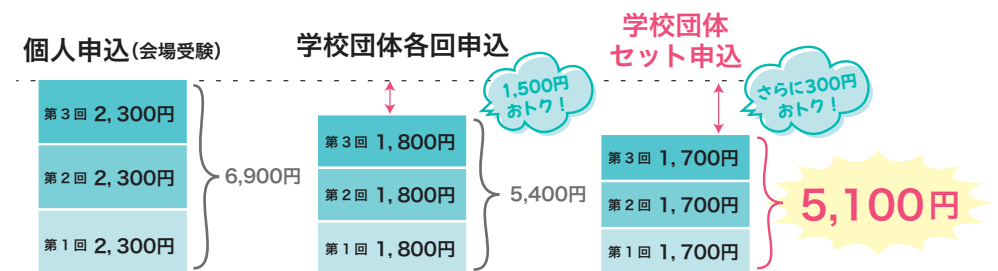 個人申込(会場受験)
第3回 2,300円
第2回 2,300円
第1回 2,300円
6,900円
学校団体各回申込
1,500円
おトク！
第3回 1,800円
第2回 1,800円
第1回 1,800円
5,400円
学校団体
セット申込
さらに300円
おトク！
第3回 1,700円
第2回 1,700円
第1回 1,700円
5,100円